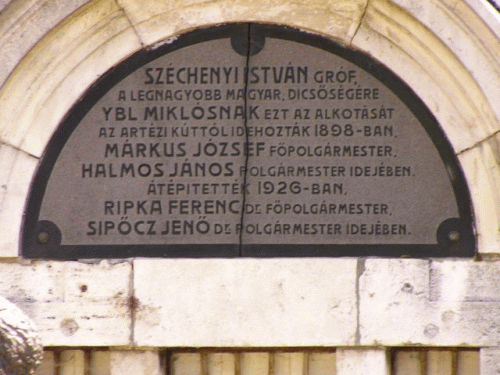 SZÉCHENYI ISTVÁN GRÓF,
A LEGNAGYOBB MAGYAR, DICSŐSÉGÉRE
YBL MIKLÓSNAK EZT AZ ALKOTÁSÁT
AZ ARTÉZI KÚTTÓL IDEHOZTÁK 1898-BAN,
MÁRKUS JÓZSEF FŐPOLGÁRMESTER,
HALMOS JÁNOS POLGÁRMESTER IDEJÉBEN.
ÁTÉPITETTÉK 1926-BAN,
RIPKA FERENC DR FŐPOLGÁRMESTER,
SIPŐCZ JENŐ DR POLGÁRMESTER IDEJÉBEN.